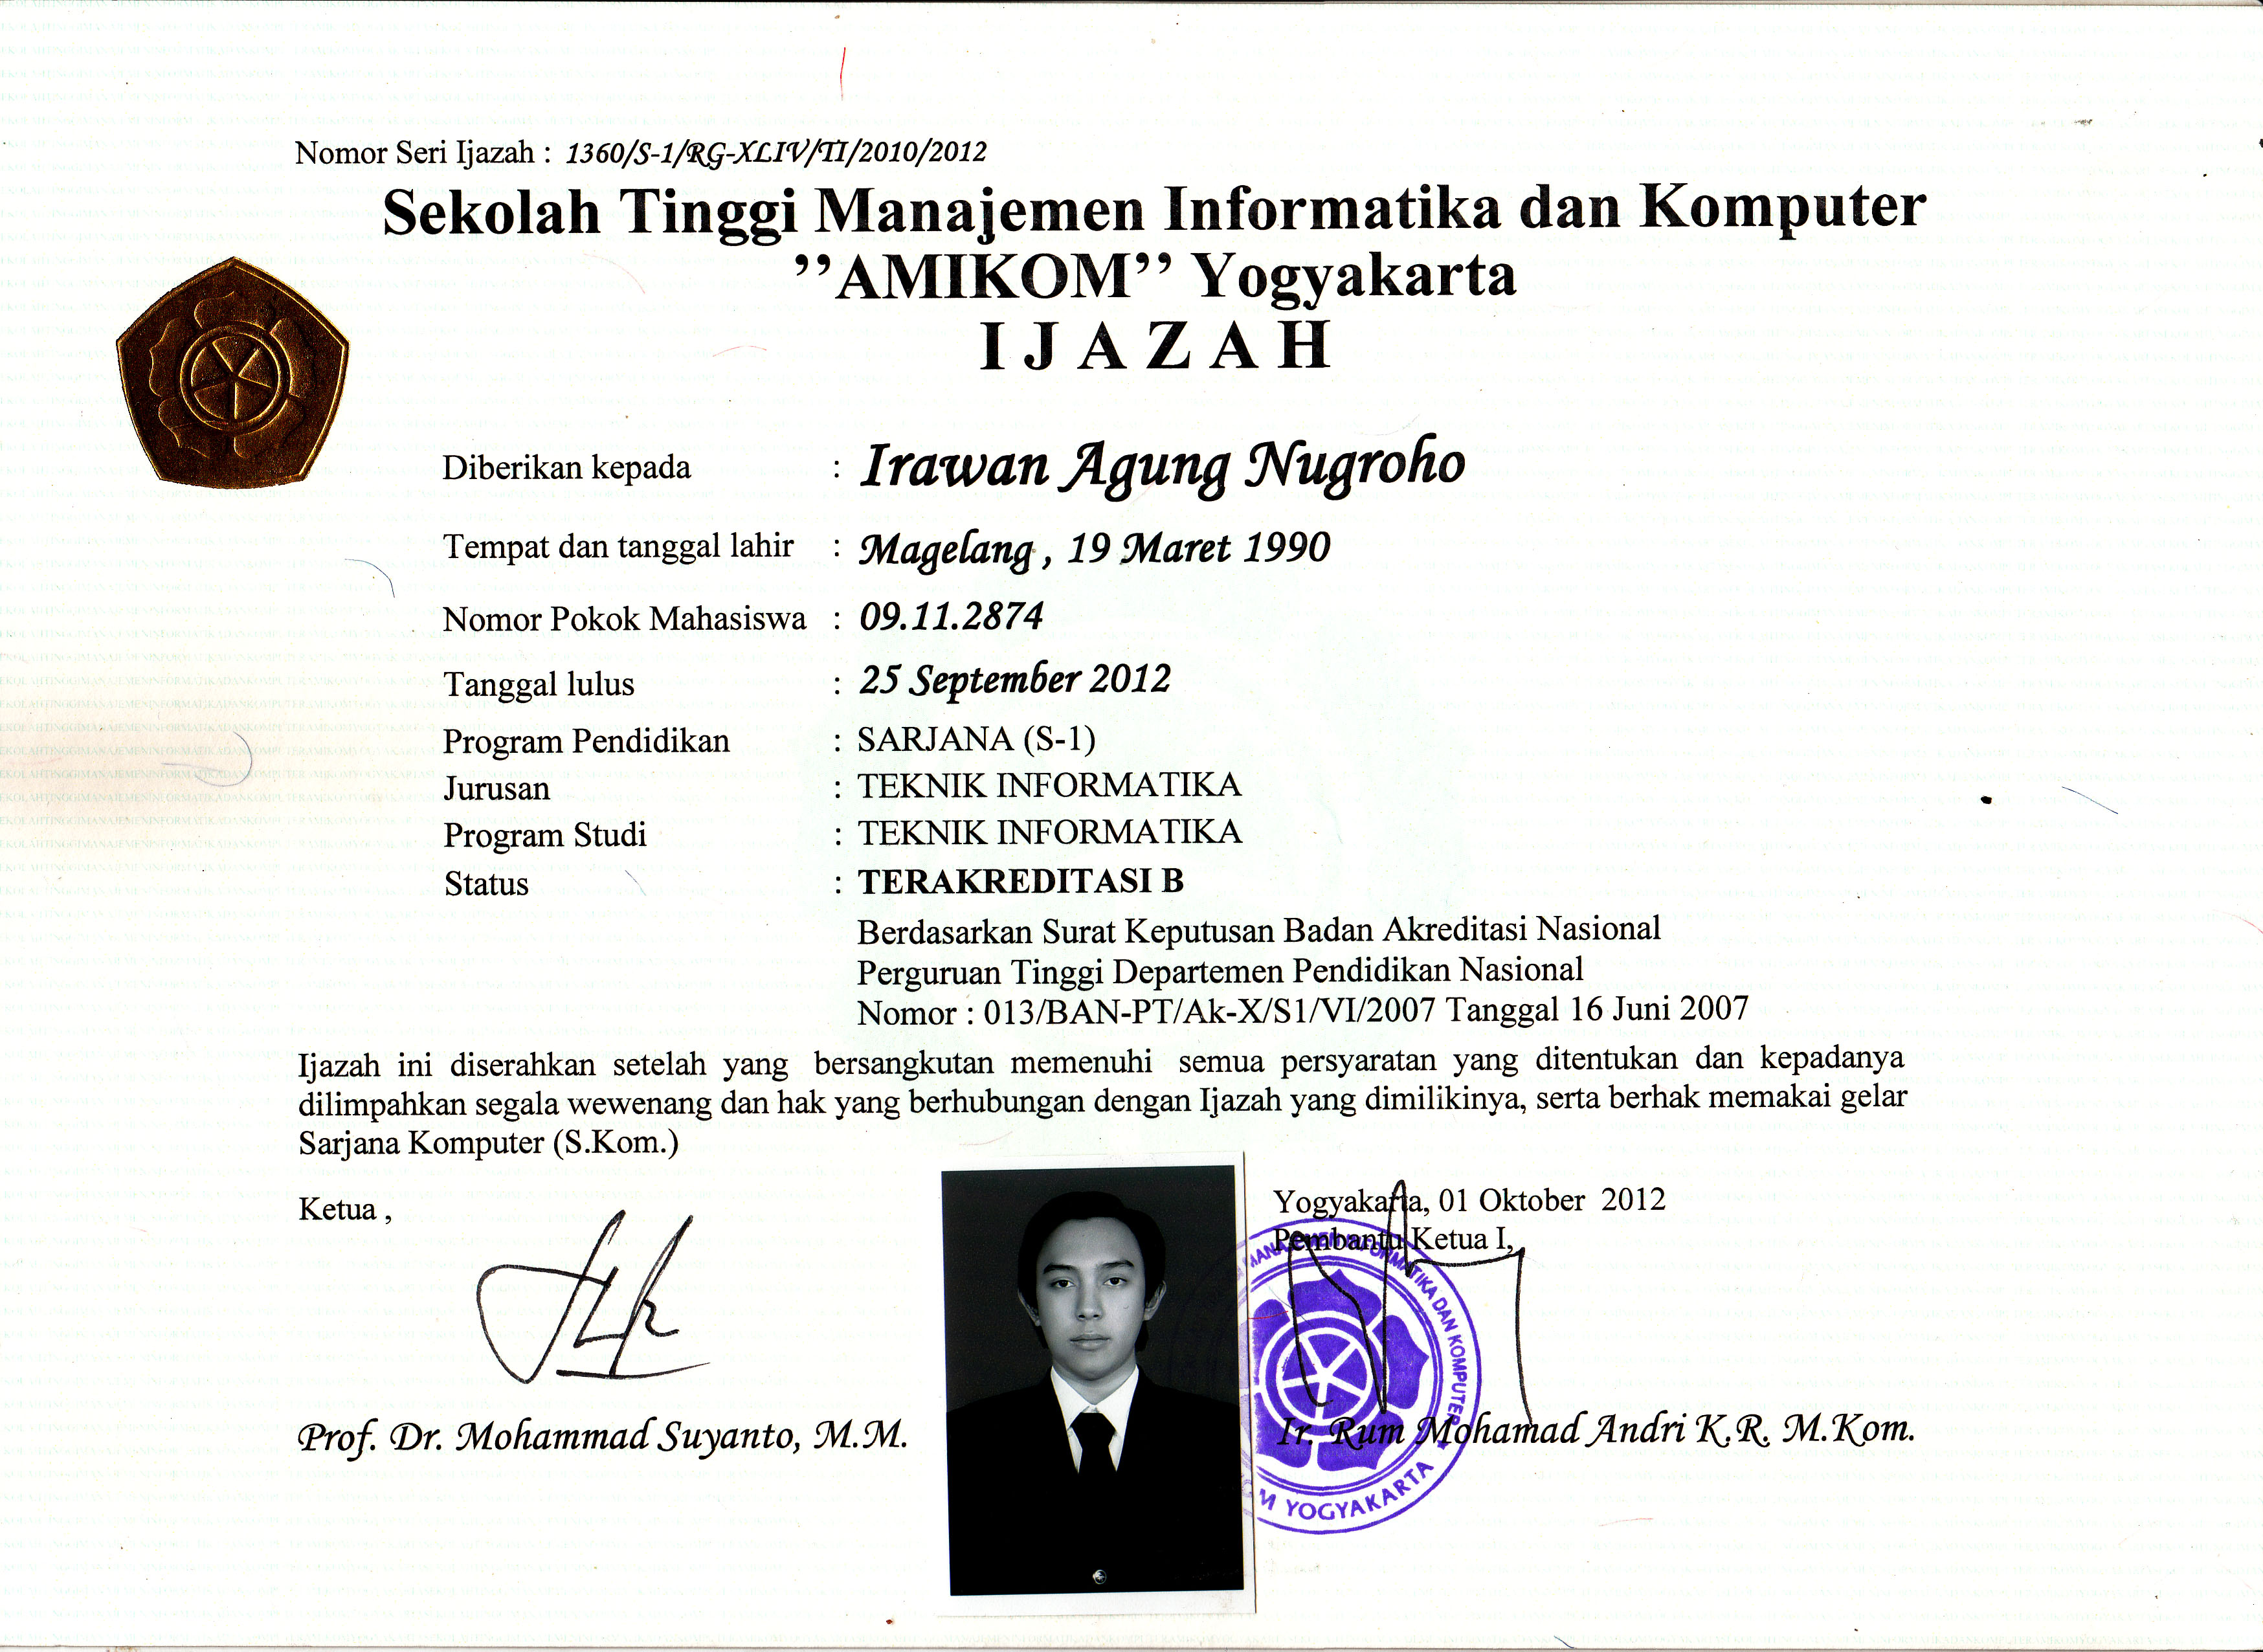 Nomor Seri Ijazah : 1360/S-1/RG-XLIV/TI/2010/2012
Sekolah Tinggi Manajemen Informatika dan Komputer
’’AMIKOM’’ Yogyakarta
I J A Z A H
Diberikan kepada : Irawan Agung Nugroho
Tempat dan tanggal lahir : Magelang , 19 Maret 1990
Nomor Pokok Mahasiswa : 09.11.2874
Tanggal lulus : 25 September 2012
Program Pendidikan : SARJANA (S-1)
Jurusan : TEKNIK INFORMATIKA
Program Studi : TEKNIK INFORMATIKA
Status : TERAKREDITASI B
Berdasarkan Surat Keputusan Badan Akreditasi Nasional
Perguruan Tinggi Departemen Pendidikan Nasional
Nomor : 013/BAN-PT/Ak-X/S1/VI/2007 Tanggal 16 Juni 2007
Ijazah ini diserahkan setelah yang bersangkutan memenuhi semua persyaratan yang ditentukan dan kepadanya
dilimpahkan segala wewenang dan hak yang berhubungan dengan Ijazah yang dimilikinya, serta berhak memakai gelar
Sarjana Komputer (S.Kom.)
Ketua ,
Prof. Dr. Mohammad Suyanto, M.M.
Yogyakarta, 01 Oktober 2012
Pembantu Ketua I,
MANAJEMEN INFORMATIKA DAN KOMPUTER
YOGYAKARTA
Ir. Rum Mohamad Andri K.R. M.Kom.